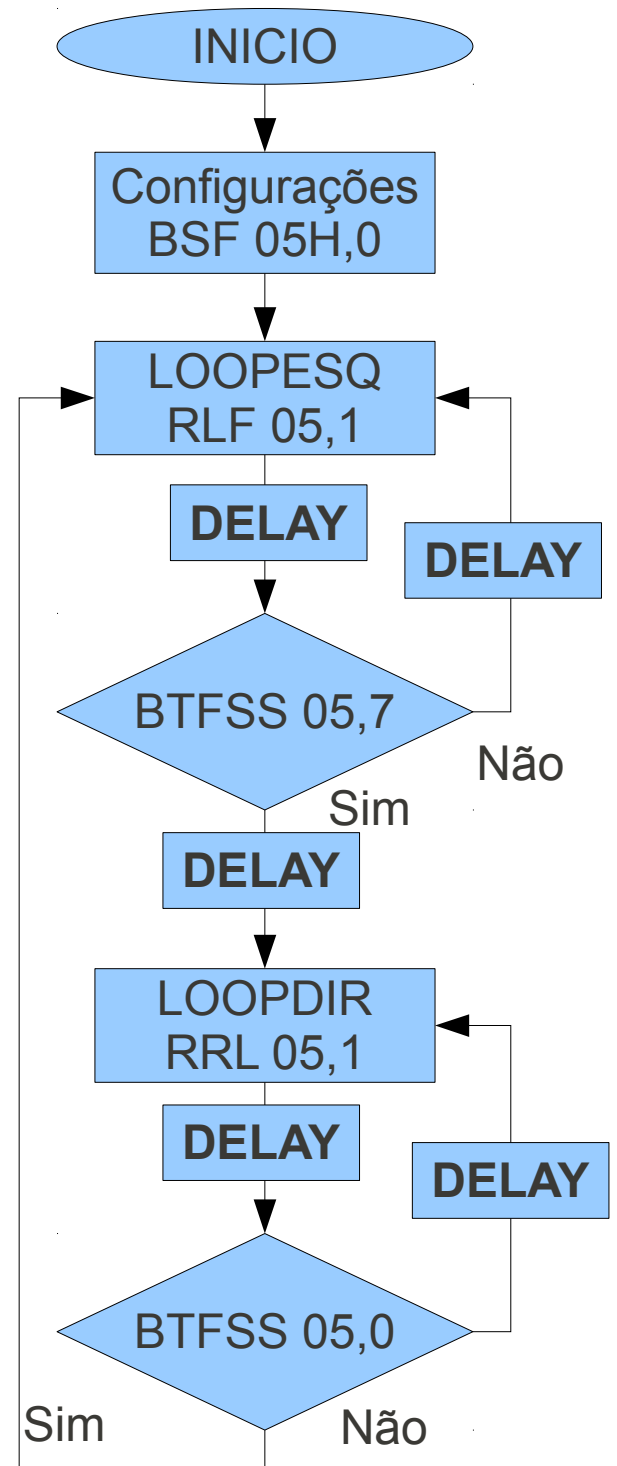 INICIO
Configurações
BSF 05H,0
LOOPESQ
RLF 05,1
DELAY
DELAY
BTFSS 05,7
Não
Sim
DELAY
LOOPDIR
RRL 05,1
DELAY
DELAY
BTFSS 05,0
Sim
Não